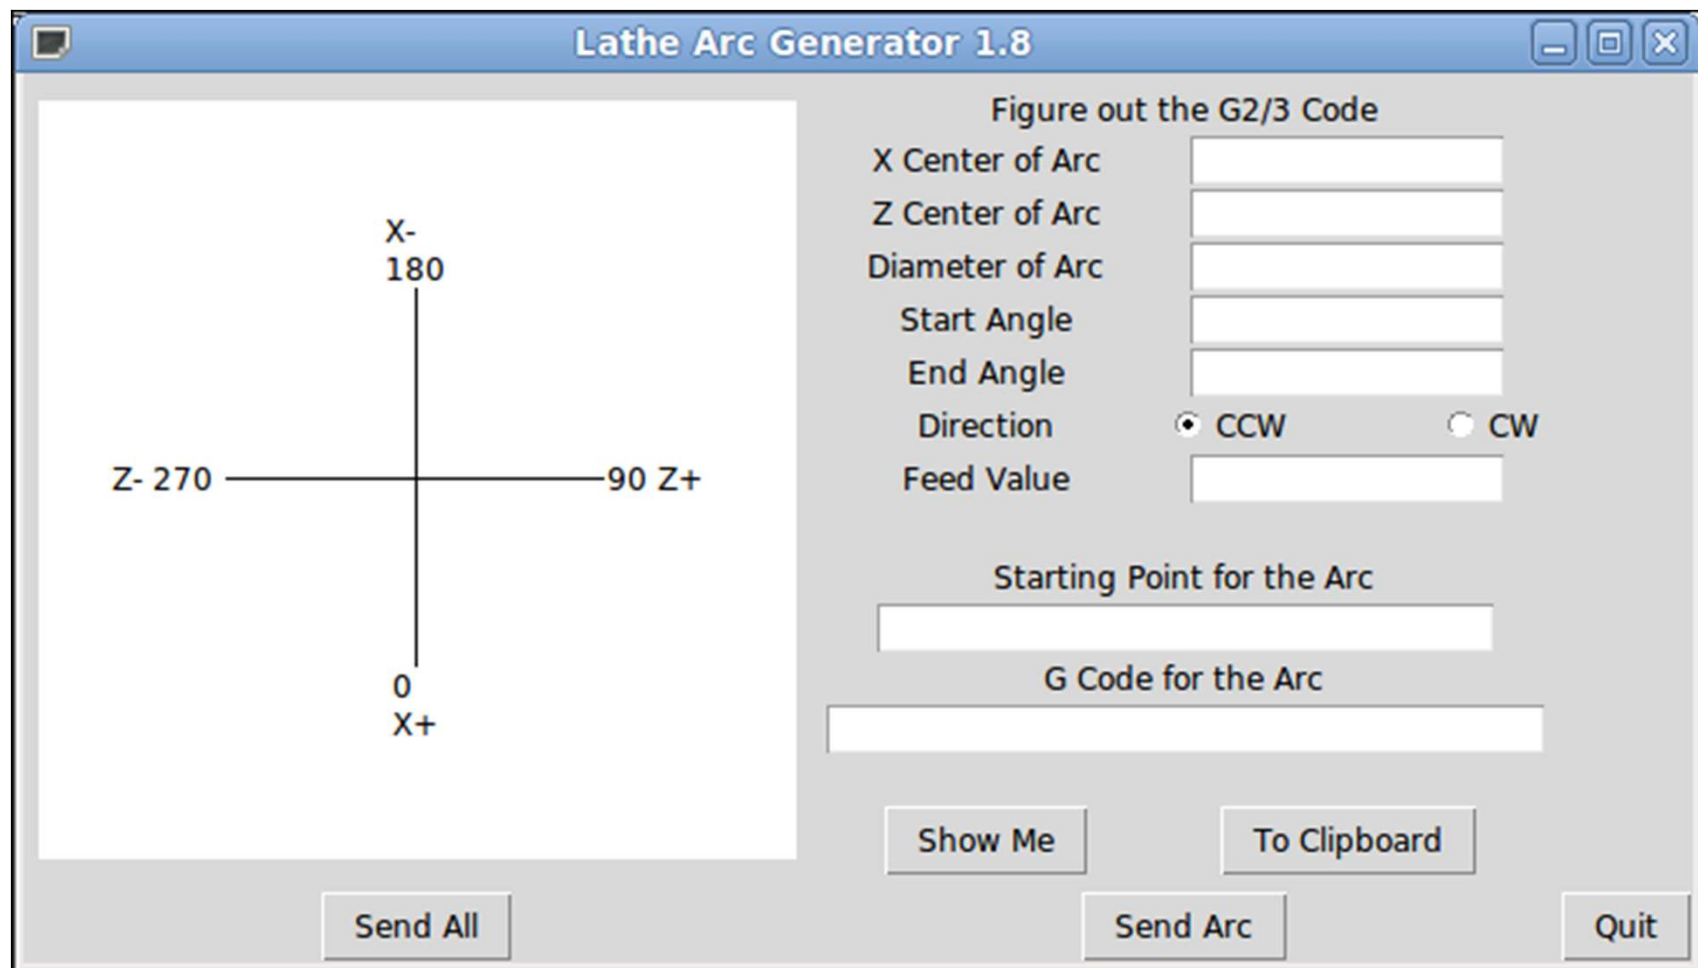 Lathe Arc Generator 1.8
X-
180
Z- 270
90 Z+
0
X+
Figure out the G2/3 Code
X Center of Arc
Z Center of Arc
Diameter of Arc
Start Angle
End Angle
Direction CCW CW
Feed Value
Starting Point for the Arc
G Code for the Arc
Show Me To Clipboard
Send All Send Arc Quit